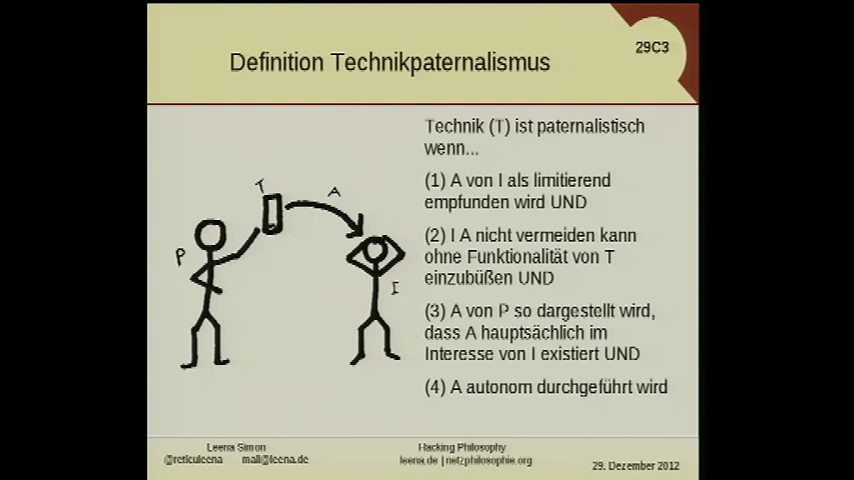 29C3
Definition Technikpaternalismus
Technik (T) ist paternalistisch
wenn...
(1) A von I als limitierend
empfunden wird UND
(2) I A nicht vermeiden kann
ohne Funktionalität von T
einzubüßen UND
(3) A von P so dargestellt wird,
dass A hauptsächlich im
Interesse von I existiert UND
(4) A autonom durchgeführt wird
T
A
P
I
Leena Simon
@reticuleena mail@leena.de
Hacking Philosophy
leena.de | netzphilosophie.org
29. Dezember 2012